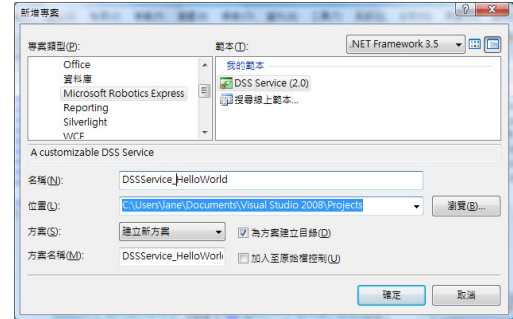 新增專案
專案類型(P):
範本(T):
.NET Framework 3.5
Office
資料庫
Microsoft Robotics Express
Reporting
Silverlight
WCF
我的範本
DSS Service (2.0)
搜尋線上範本...
A customizable DSS Service
名稱(N):
DSSService_HelloWorld
位置(L):
C:\Users\lane\Documents\Visual Studio 2008\Projects
瀏覽(B)...
方案(S):
建立新方案
為方案建立目錄(D)
方案名稱(M):
DSSService_HelloWorl
加入至原始檔控制(U)
確定
取消